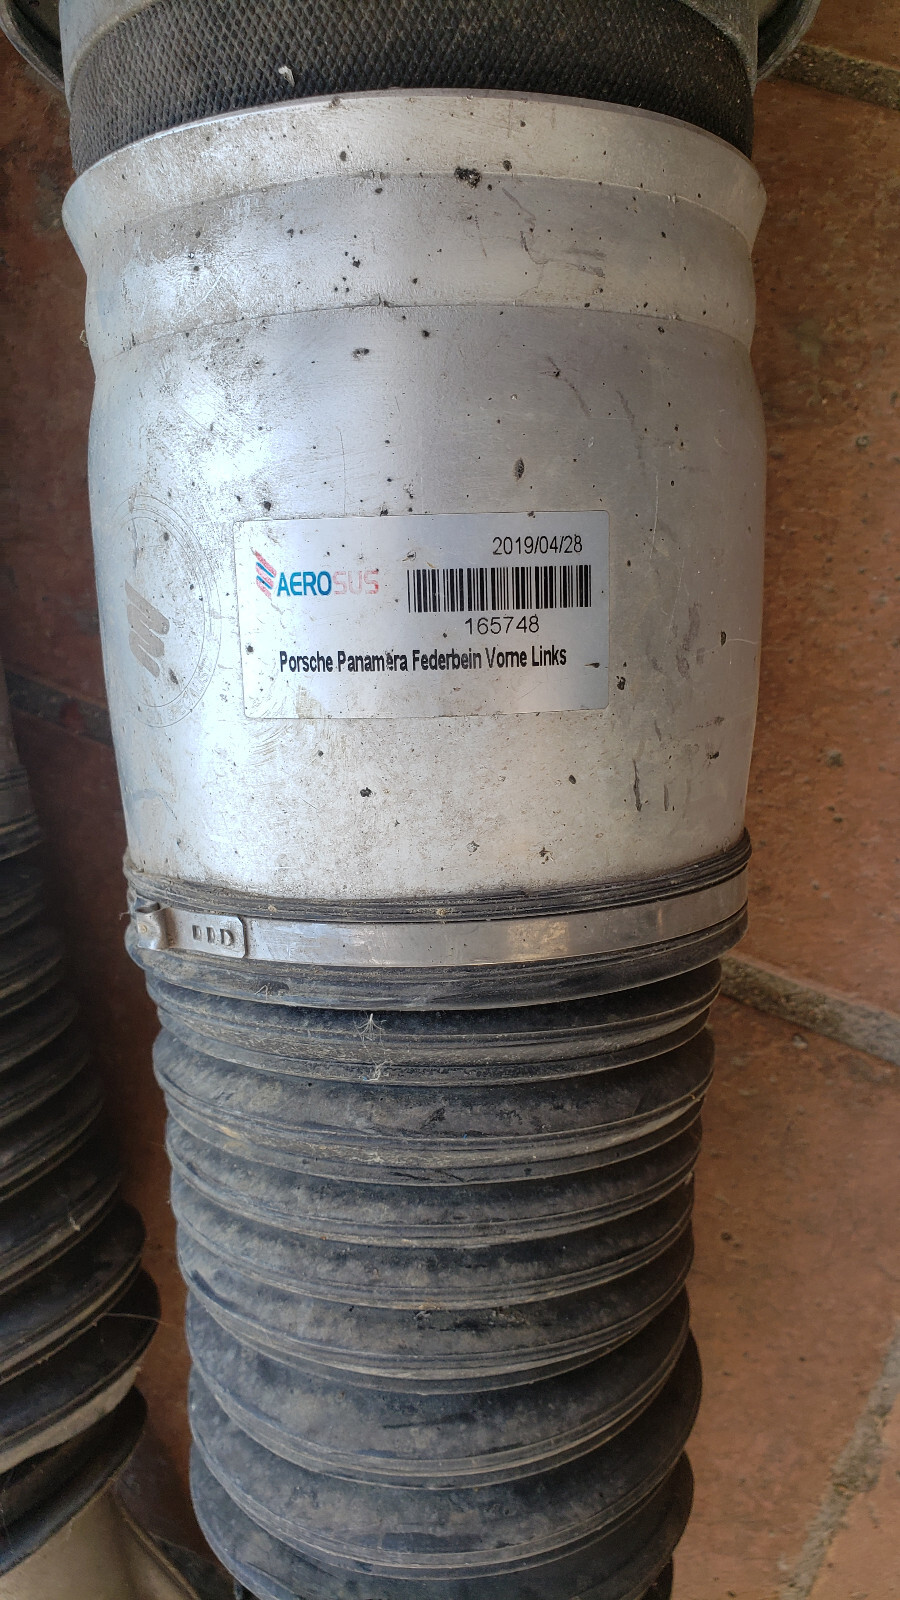 2019/04/28
AEROSUS
165748
Porsche Panamera Federbein Vorne Links